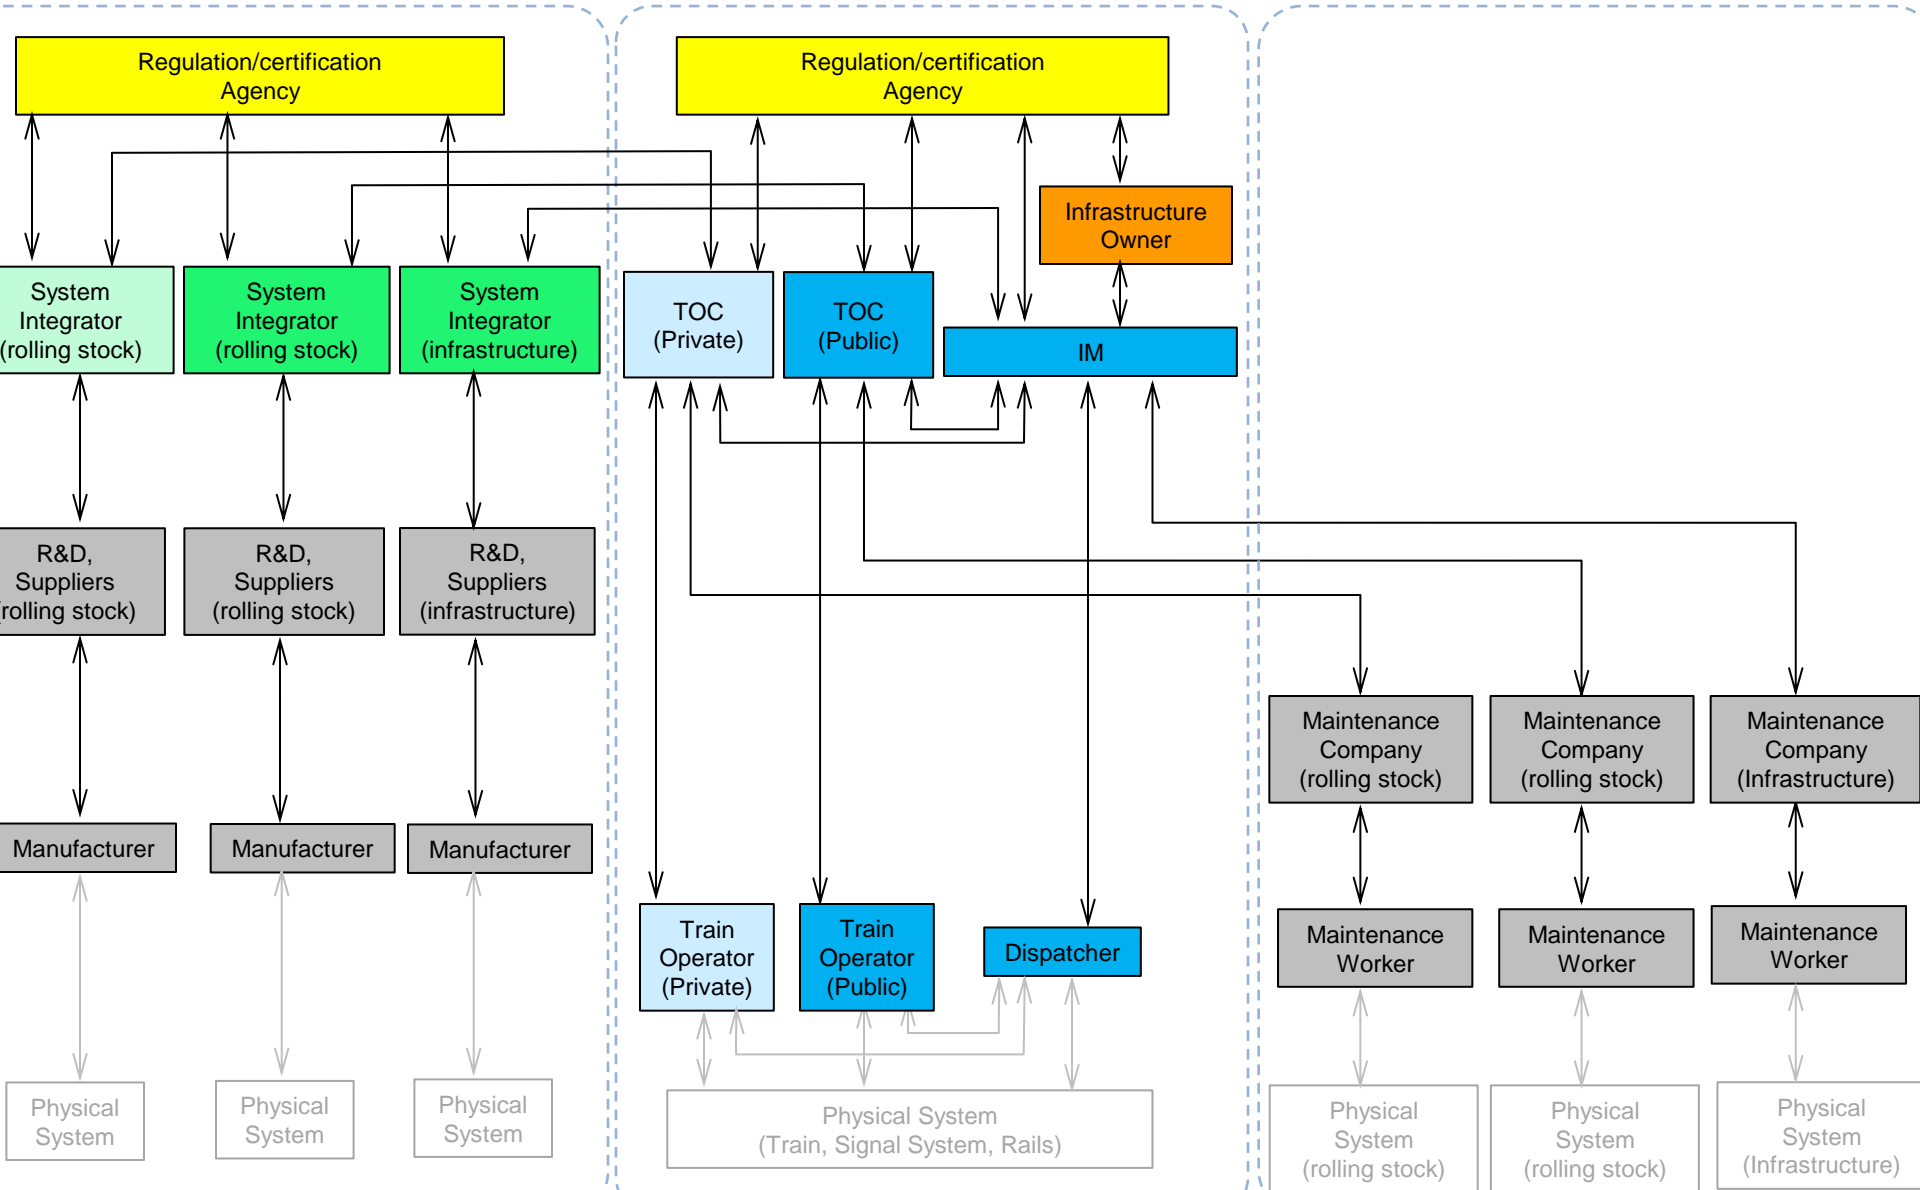 Regulation/certification
Agency
Regulation/certification
Agency
Infrastructure
Owner
System
Integrator
(rolling stock)
System
Integrator
(rolling stock)
System
Integrator
(infrastructure)
TOC
(Private)
TOC
(Public)
IM
R&D,
Suppliers
(rolling stock)
R&D,
Suppliers
(rolling stock)
R&D,
Suppliers
(infrastructure)
Maintenance
Company
(rolling stock)
Maintenance
Company
(rolling stock)
Maintenance
Company
(Infrastructure)
Manufacturer
Manufacturer
Manufacturer
Train
Operator
(Private)
Train
Operator
(Public)
Dispatcher
Maintenance
Worker
Maintenance
Worker
Maintenance
Worker
Physical
System
Physical
System
Physical
System
Physical System
(Train, Signal System, Rails)
Physical
System
(rolling stock)
Physical
System
(rolling stock)
Physical
System
(Infrastructure)